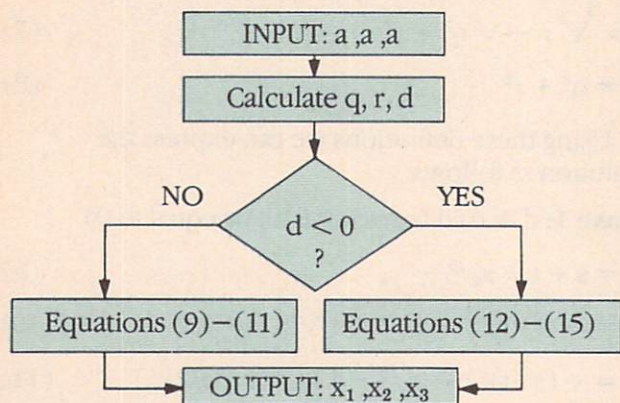 INPUT: a ,a ,a
Calculate q, r, d
NO
YES
d < 0
?
Equations (9)–(11)
Equations (12)–(15)
OUTPUT: x₁ ,x₂ ,x₃